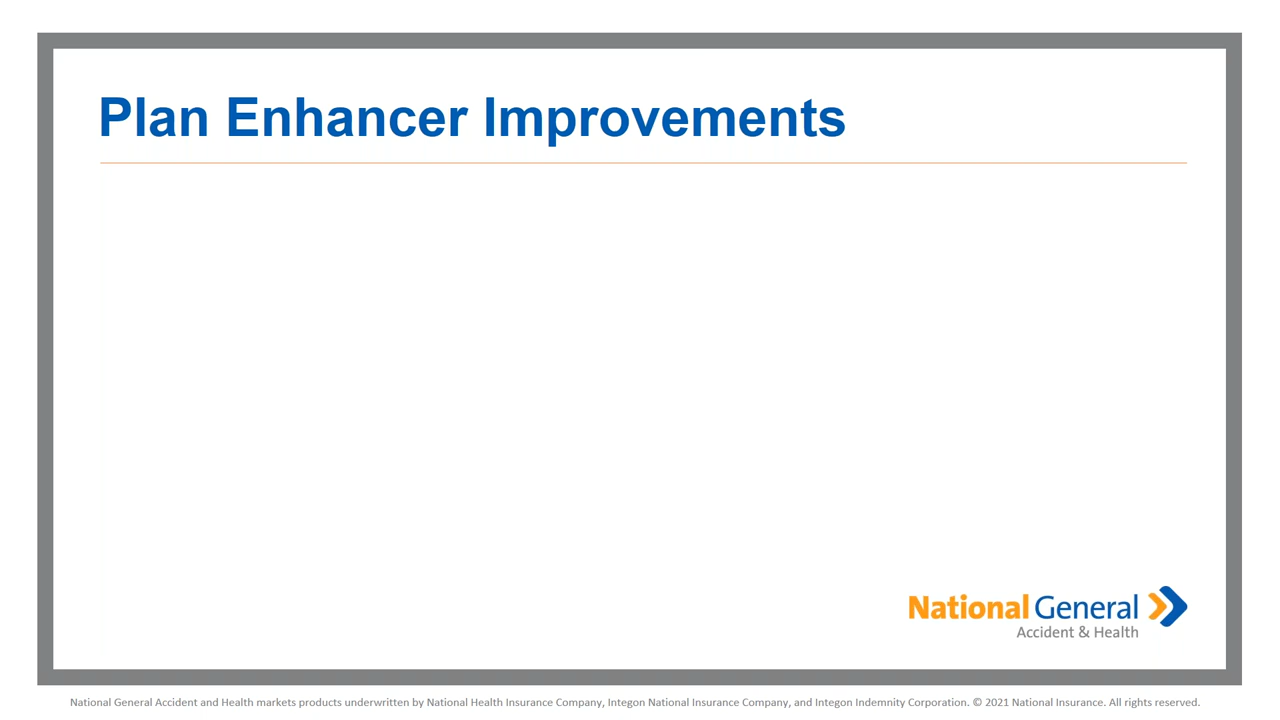 Plan Enhancer Improvements
National General
Accident & Health
National General Accident and Health markets products underwritten by National Health Insurance Company, Integon National Insurance Company, and Integon Indemnity Corporation. © 2021 National Insurance. All rights reserved.